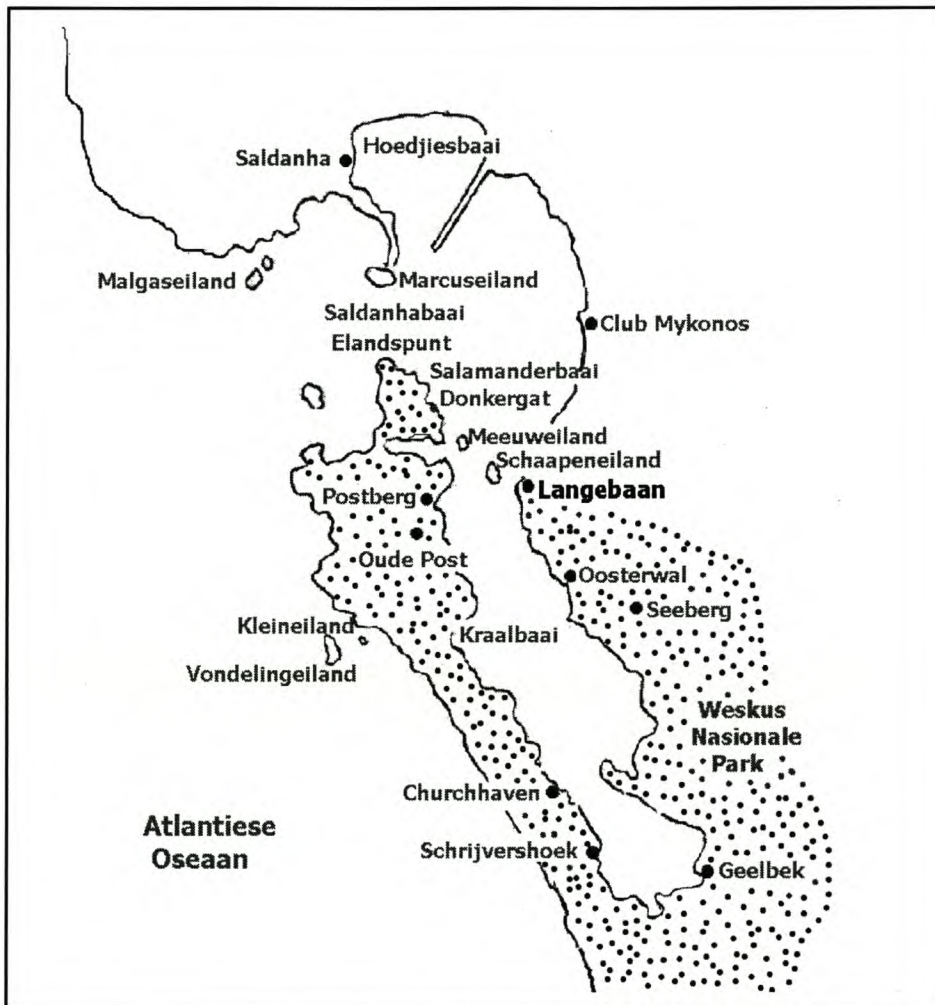 Saldanha
Hoedjiesbaai
Malgaseiland
Marcuseiland
Saldanhabaai
Club Mykonos
Elandspunt
Salamanderbaai
Donkergat
Meeuweiland
Schaapeneiland
Langebaan
Postberg
Oude Post
Oosterwal
Seeberg
Kleineiland
Kraalbaai
Vondelingeiland
Weskus
Nasionale
Park
Churchhaven
Atlantiese
Oseaan
Schrijvershoek
Geelbek